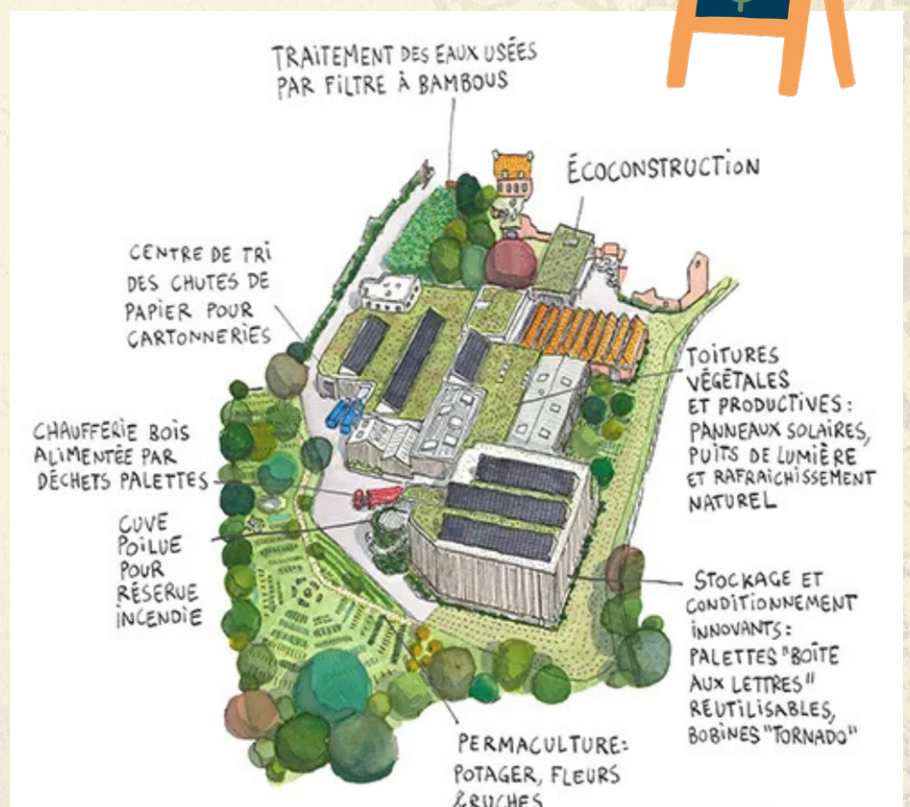 TRAITEMENT DES EAUX USÉES
PAR FILTRE À BAMBOUS
ÉCOCONSTRUCTION
CENTRE DE TRI
DES CHUTES DE
PAPIER POUR
CARTONNERIES
TOITURES
VÉGÉTALES
ET PRODUCTIVES :
PANNEAUX SOLAIRES,
PUITS DE LUMIÈRE
ET RAFRAICHISSEMENT
NATUREL
CHAUFFERIE BOIS
ALIMENTÉE PAR
DÉCHETS PALETTES
CUVE
POILUE
POUR
RÉSERVE
INCENDIE
STOCKAGE ET
CONDITIONNEMENT
INNOVANTS :
PALETTES "BOÎTE
AUX LETTRES"
RÉUTILISABLES,
BOBINES "TORNADO"
PERMACULTURE :
POTAGER, FLEURS
& RUCHES